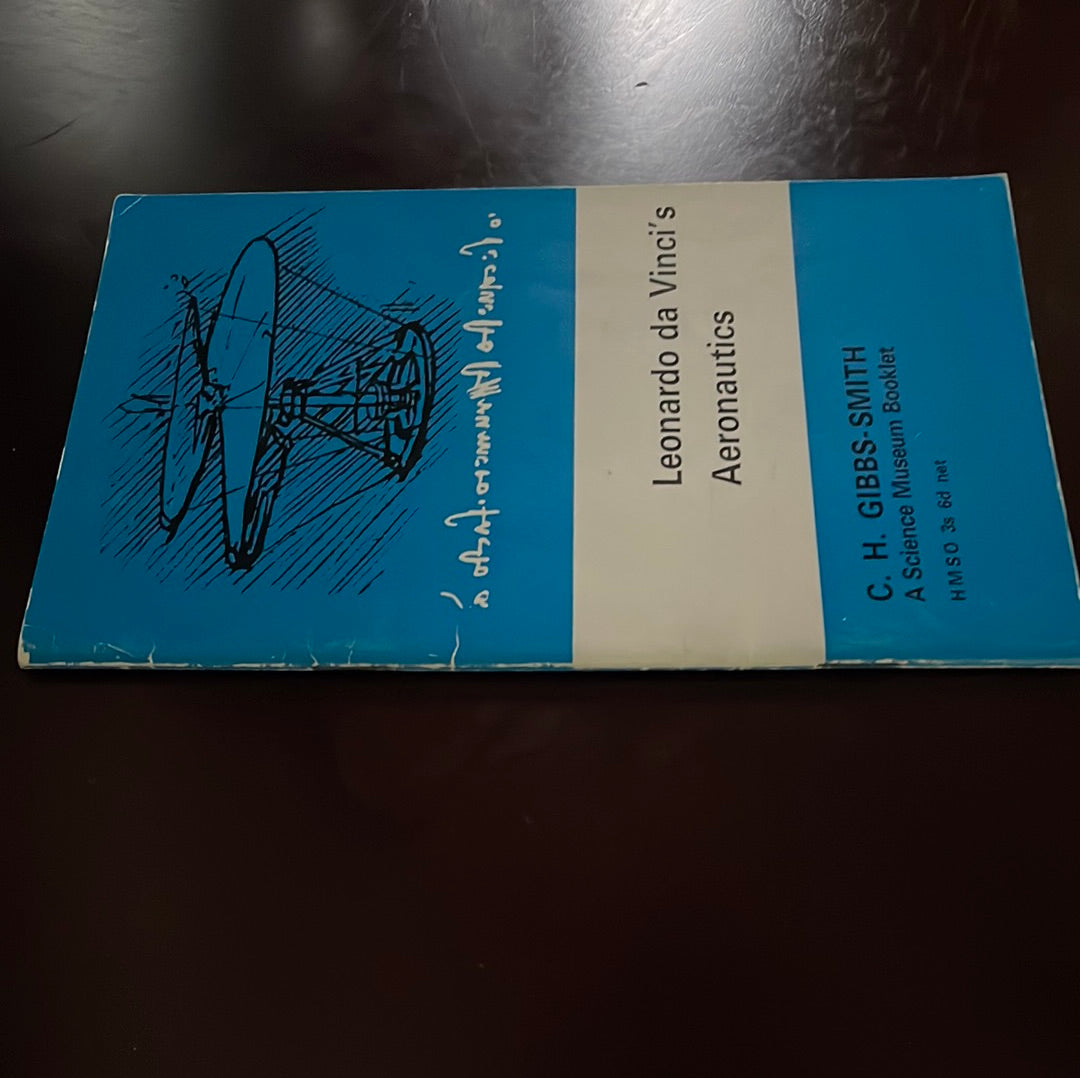 Leonardo da Vinci's
Aeronautics
C. H. GIBBS-SMITH
A Science Museum Booklet
HMSO 3s 6d net